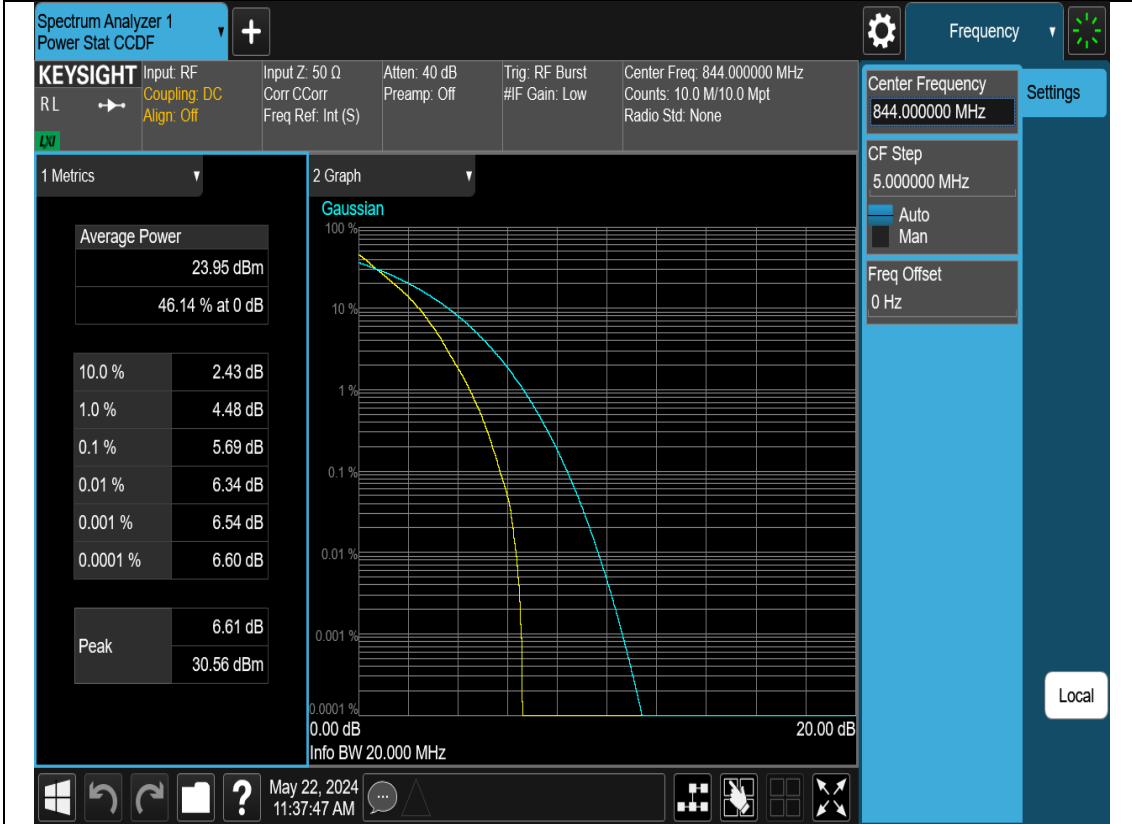 Spectrum Analyzer 1
Power Stat CCDF
+
Frequency
KEYSIGHT
RL
LXI
Input: RF
Coupling: DC
Align: Off
Input Z: 50 Ω
Corr CCorr
Freq Ref: Int (S)
Atten: 40 dB
Preamp: Off
Trig: RF Burst
#IF Gain: Low
Center Freq: 844.000000 MHz
Counts: 10.0 M/10.0 Mpt
Radio Std: None
Center Frequency
844.000000 MHz
Settings
CF Step
5.000000 MHz
Auto
Man
Freq Offset
0 Hz
1 Metrics
Average Power
23.95 dBm
46.14 % at 0 dB
10.0 % 2.43 dB
1.0 % 4.48 dB
0.1 % 5.69 dB
0.01 % 6.34 dB
0.001 % 6.54 dB
0.0001 % 6.60 dB
Peak
6.61 dB
30.56 dBm
2 Graph
Gaussian
100 %
10 %
1 %
0.1 %
0.01 %
0.001 %
0.0001 %
0.00 dB 20.00 dB
Info BW 20.000 MHz
Local
?
May 22, 2024
11:37:47 AM